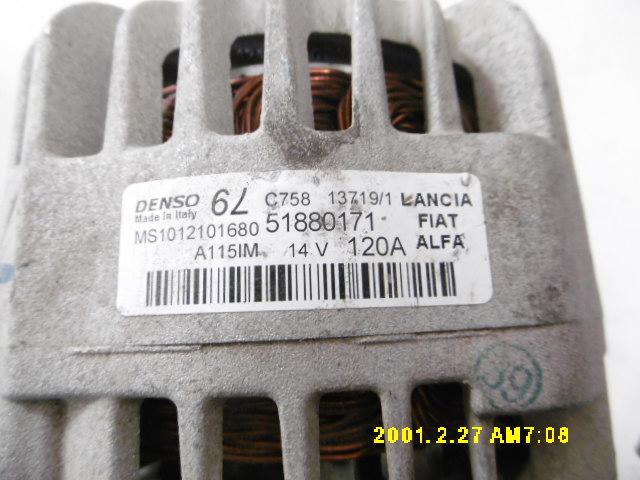 DENSO 6Z C758 13719/1 LANCIA
Made in Italy FIAT
MS1012101680 51880171 ALFA
A115IM 14 V 120A
2001.2.27 AM7:08